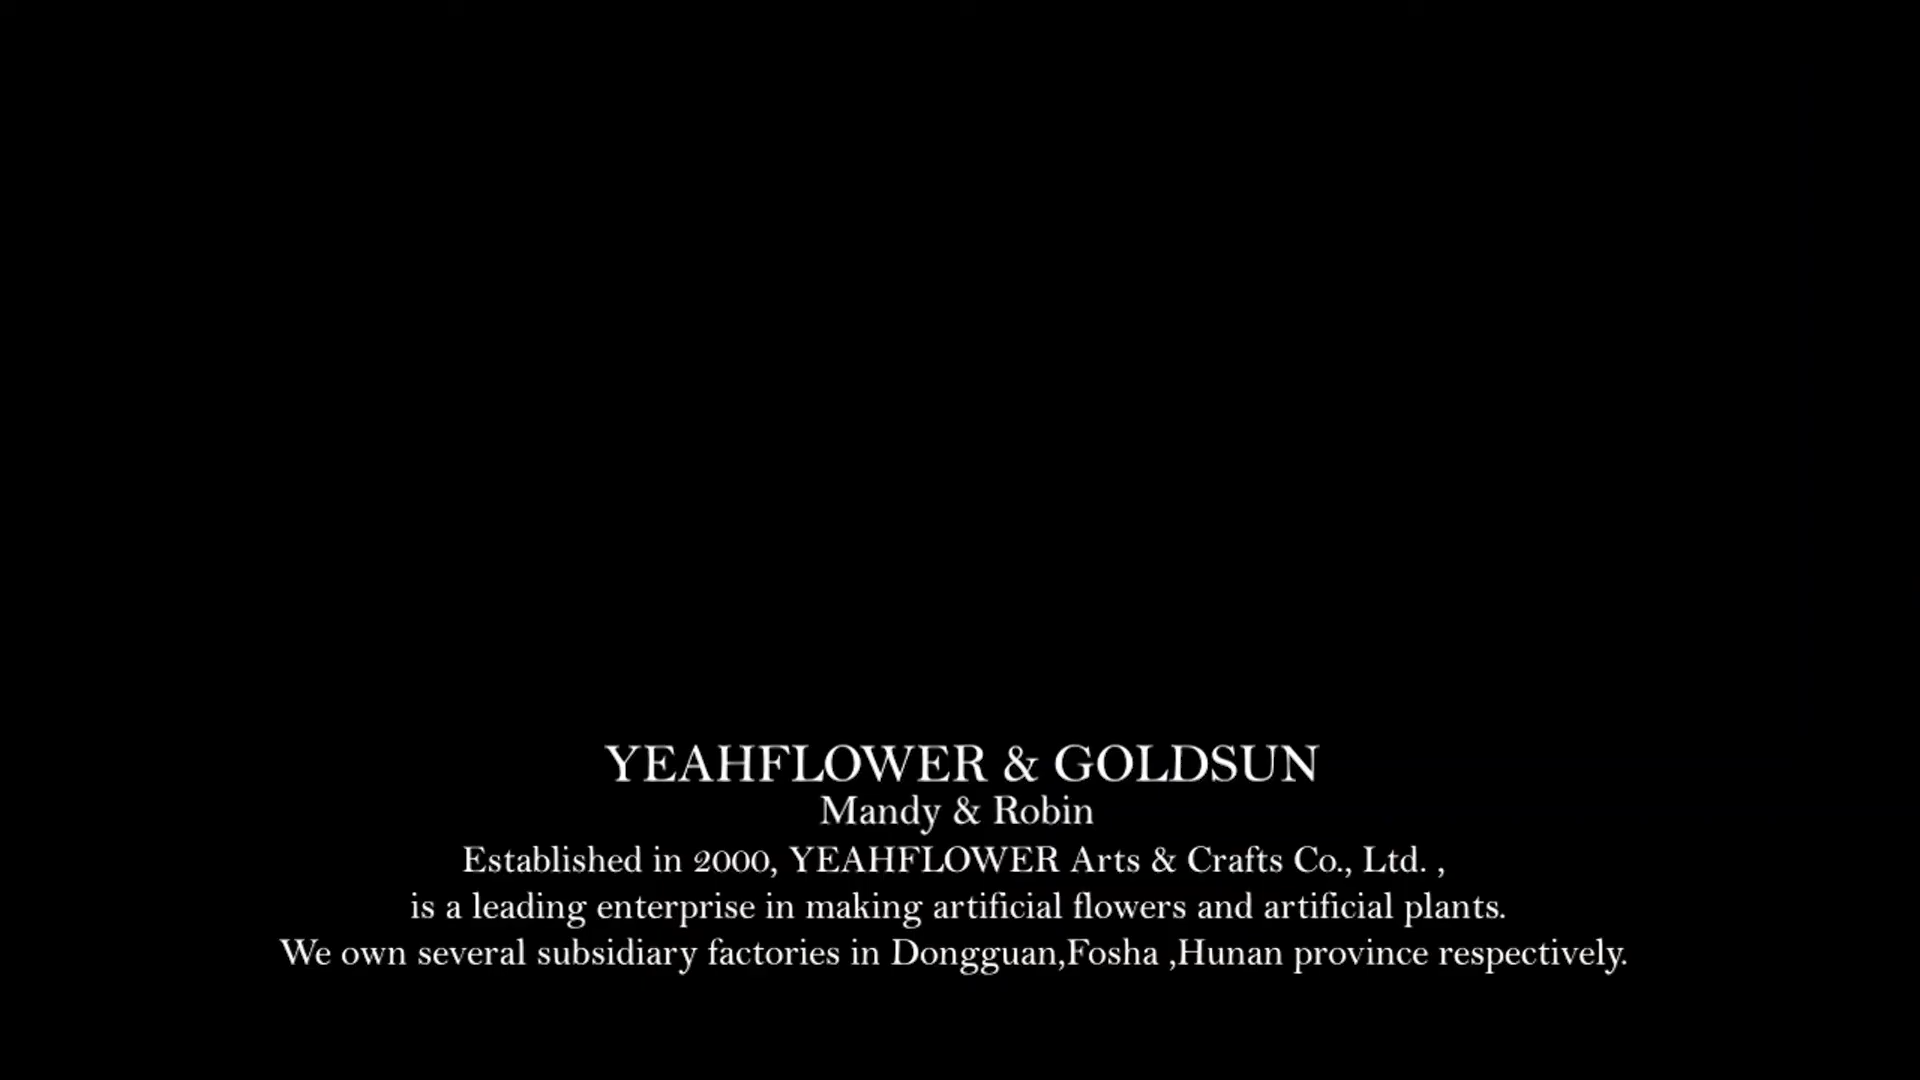 YEAHFLOWER & GOLDSUN
Mandy & Robin
Established in 2000, YEAHFLOWER Arts & Crafts Co., Ltd. ,
is a leading enterprise in making artificial flowers and artificial plants.
We own several subsidiary factories in Dongguan,Fosha ,Hunan province respectively.